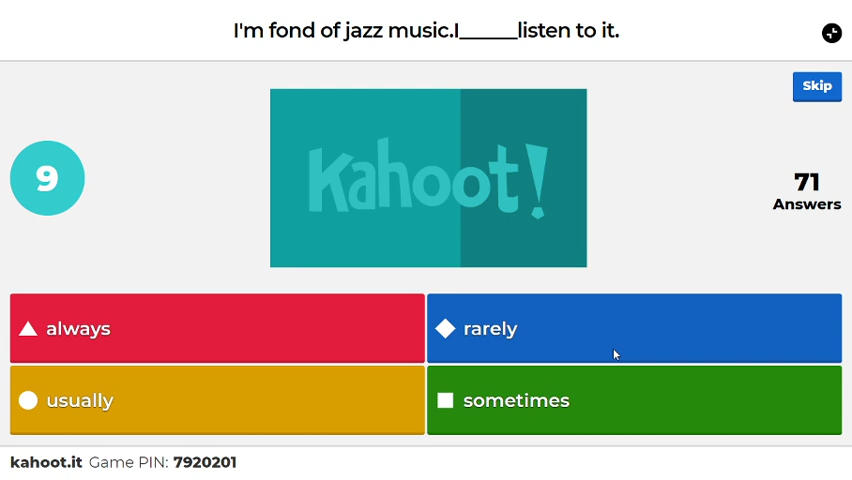 I'm fond of jazz music.I______listen to it.
Skip
9
Kahoot!
71
Answers
always
rarely
usually
sometimes
kahoot.it Game PIN: 7920201